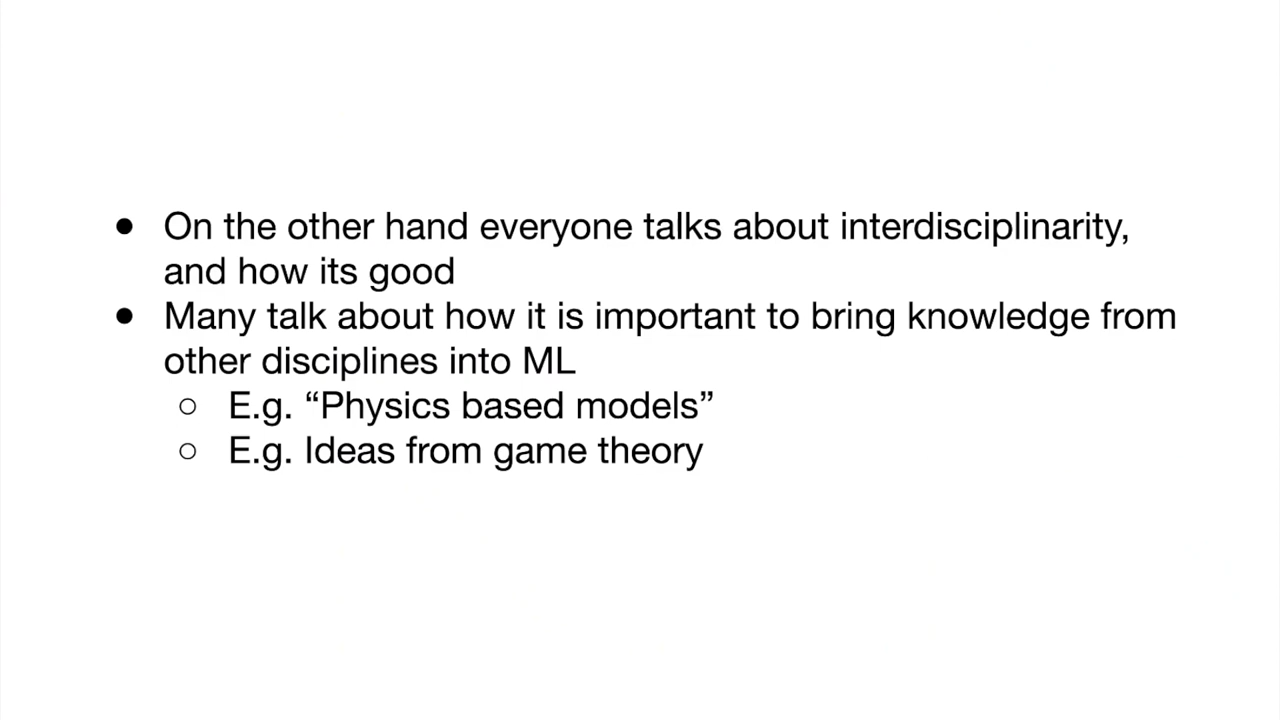 ● On the other hand everyone talks about interdisciplinarity,
and how its good
● Many talk about how it is important to bring knowledge from
other disciplines into ML
○ E.g. “Physics based models”
○ E.g. Ideas from game theory